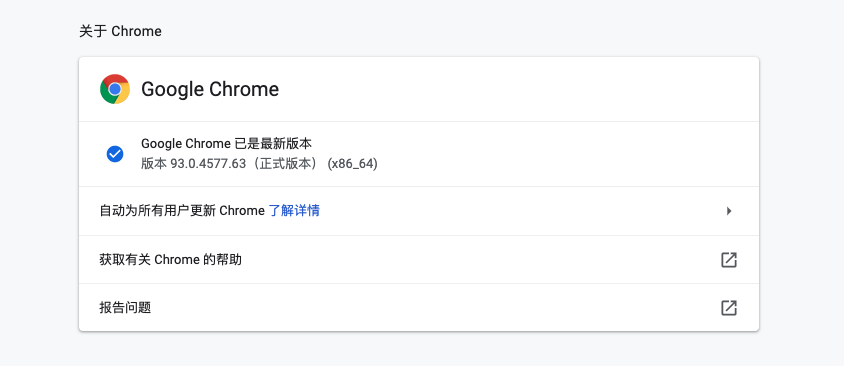 关于 Chrome
Google Chrome
Google Chrome 已是最新版本
版本 93.0.4577.63（正式版本） (x86_64)
自动为所有用户更新 Chrome 了解详情
获取有关 Chrome 的帮助
报告问题